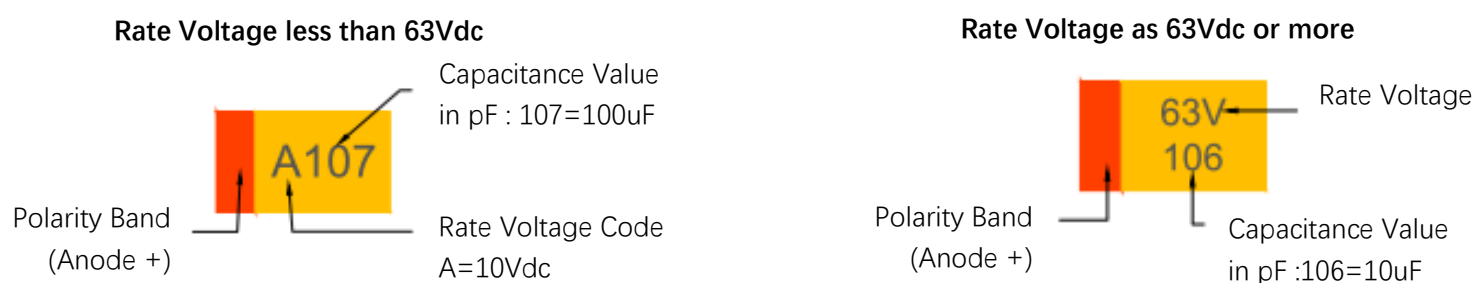 Rate Voltage less than 63Vdc
Capacitance Value
in pF : 107=100uF
A107
Polarity Band
(Anode +)
Rate Voltage Code
A=10Vdc
Rate Voltage as 63Vdc or more
63V
106
Rate Voltage
Polarity Band
(Anode +)
Capacitance Value
in pF :106=10uF